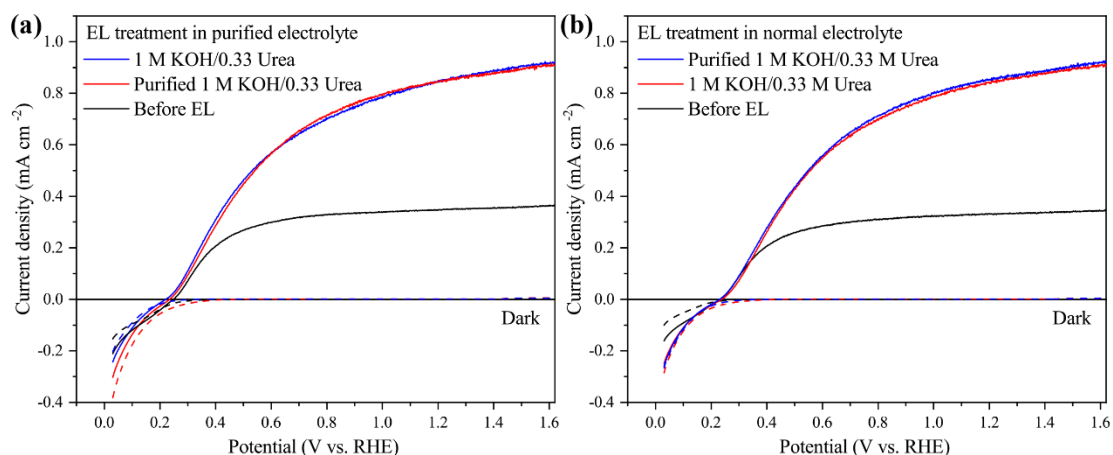 (a)
EL treatment in purified electrolyte
1 M KOH/0.33 Urea
Purified 1 M KOH/0.33 Urea
Before EL
Dark
Current density (mA cm⁻²)
1.0
0.8
0.6
0.4
0.2
0.0
-0.2
-0.4
0.0 0.2 0.4 0.6 0.8 1.0 1.2 1.4 1.6
Potential (V vs. RHE)
(b)
EL treatment in normal electrolyte
Purified 1 M KOH/0.33 M Urea
1 M KOH/0.33 M Urea
Before EL
Dark
Current density (mA cm⁻²)
1.0
0.8
0.6
0.4
0.2
0.0
-0.2
-0.4
0.0 0.2 0.4 0.6 0.8 1.0 1.2 1.4 1.6
Potential (V vs. RHE)